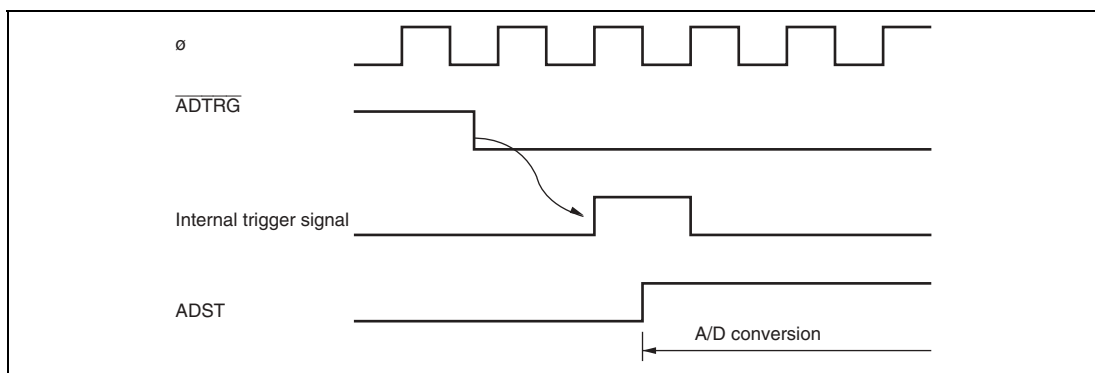 ø
ADTRG
Internal trigger signal
ADST
A/D conversion